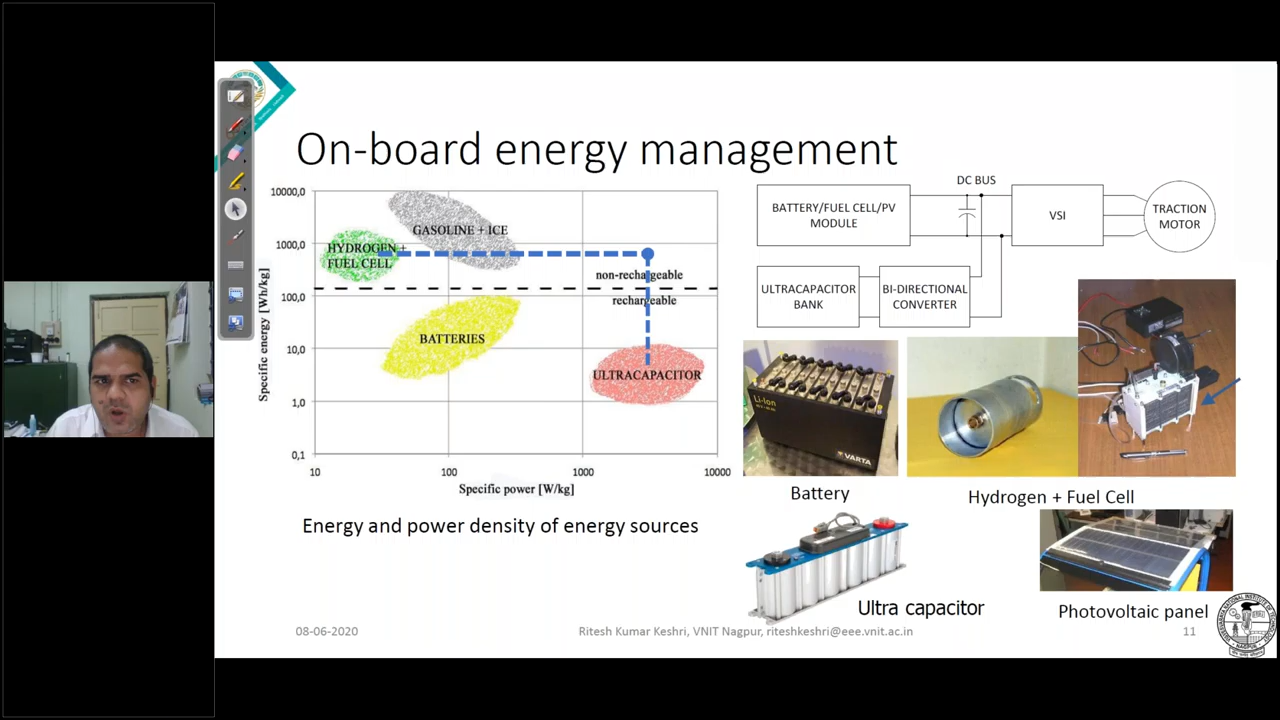 On-board energy management
10000,0
1000,0
100,0
10,0
1,0
0,1
10
100
1000
10000
Specific energy [Wh/kg]
Specific power [W/kg]
GASOLINE + ICE
HYDROGEN +
FUEL CELL
non-rechargeable
rechargeable
BATTERIES
ULTRACAPACITOR
Energy and power density of energy sources
DC BUS
BATTERY/FUEL CELL/PV
MODULE
VSI
TRACTION
MOTOR
ULTRACAPACITOR
BANK
BI-DIRECTIONAL
CONVERTER
Li-Ion
VARTA
Battery
Hydrogen + Fuel Cell
Ultra capacitor
Photovoltaic panel
08-06-2020
Ritesh Kumar Keshri, VNIT Nagpur, riteshkeshri@eee.vnit.ac.in
11